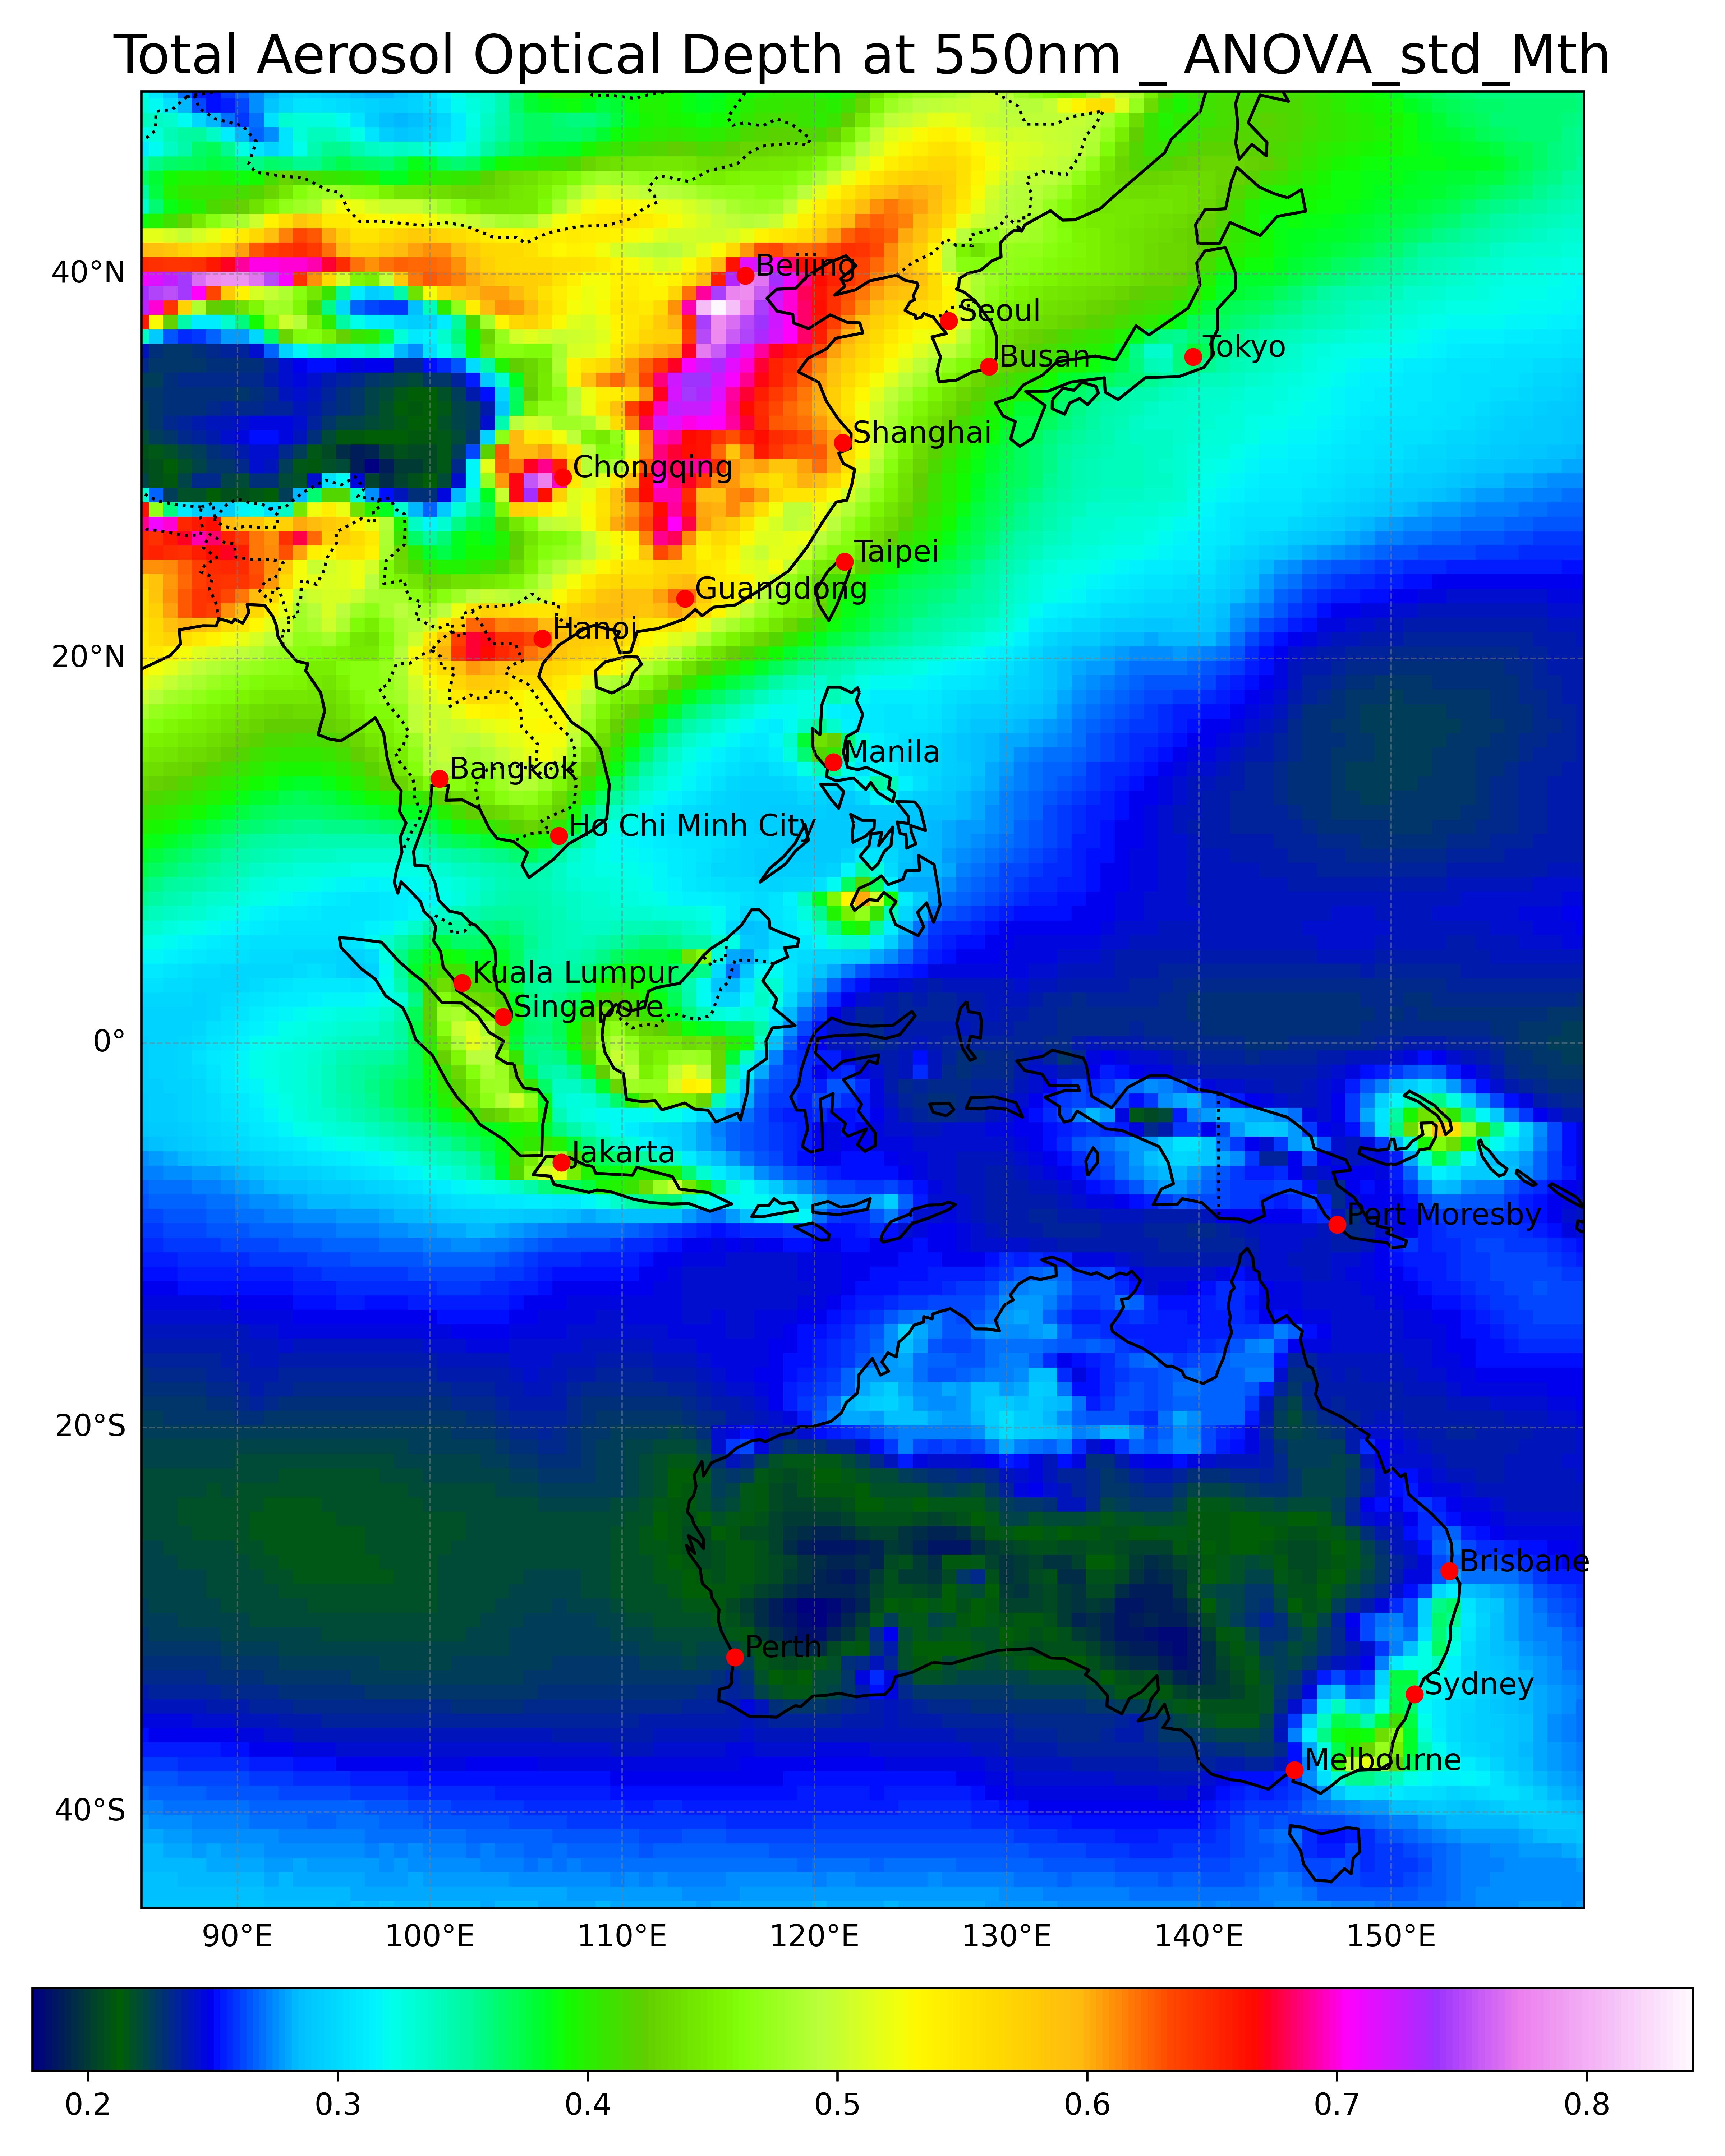 Total Aerosol Optical Depth at 550nm _ ANOVA_std_Mth
40°N
20°N
0°
20°S
40°S
Beijing
Seoul
Busan
Tokyo
Shanghai
Chongqing
Taipei
Guangdong
Hanoi
Manila
Bangkok
Ho Chi Minh City
Kuala Lumpur
Singapore
Jakarta
Port Moresby
Brisbane
Perth
Sydney
Melbourne
90°E 100°E 110°E 120°E 130°E 140°E 150°E
0.2 0.3 0.4 0.5 0.6 0.7 0.8